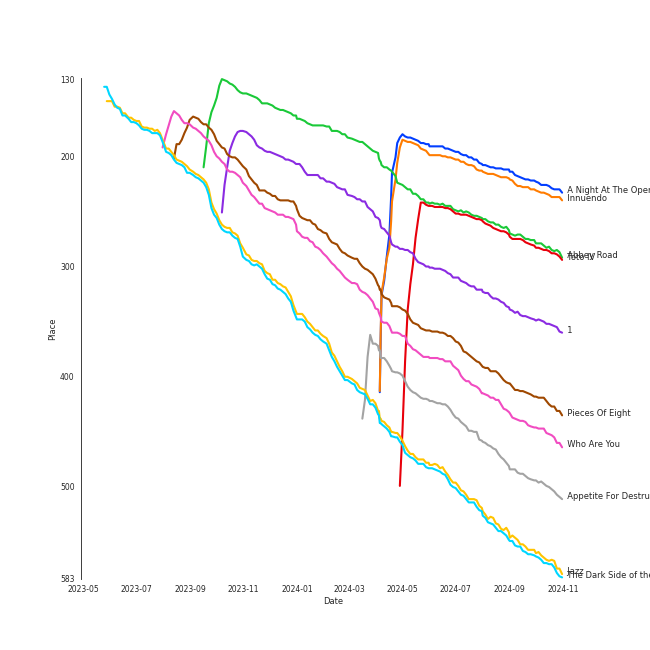 130
200
300
400
500
583
Place
2023-05
2023-07
2023-09
2023-11
2024-01
2024-03
2024-05
2024-07
2024-09
2024-11
Date
A Night At The Oper
Innuendo
Abbey Road
1
Pieces Of Eight
Who Are You
Appetite For Destru
Jazz
The Dark Side of the